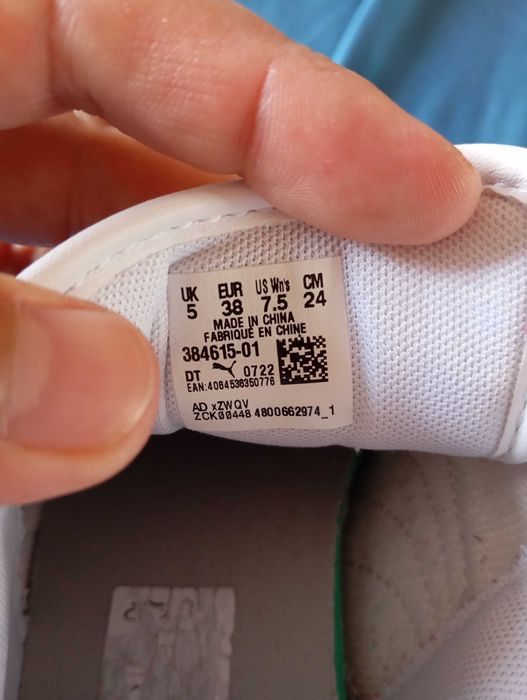 UK EUR US Wn's CM
5 38 7.5 24
MADE IN CHINA
FABRIQUÉ EN CHINE
384615-01
DT 0722
EAN:4064536350776
AD xZWQV
ZCK00448 4800662974_1